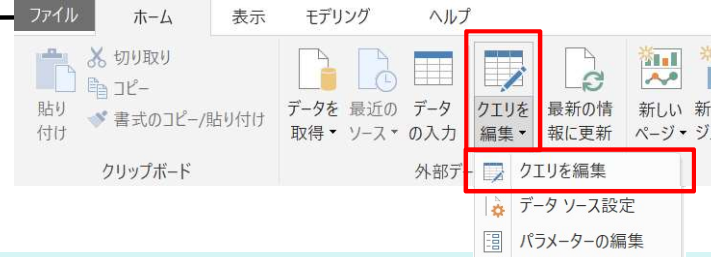 ファイル ホーム 表示 モデリング ヘルプ
切り取り
コピー
書式のコピー/貼り付け
貼り
付け
クリップボード
データを
取得
最近の
ソース
データ
の入力
クエリを
編集
最新の情
報に更新
新しい
ページ
新
ジ
外部デ
クエリを編集
データ ソース設定
パラメーターの編集